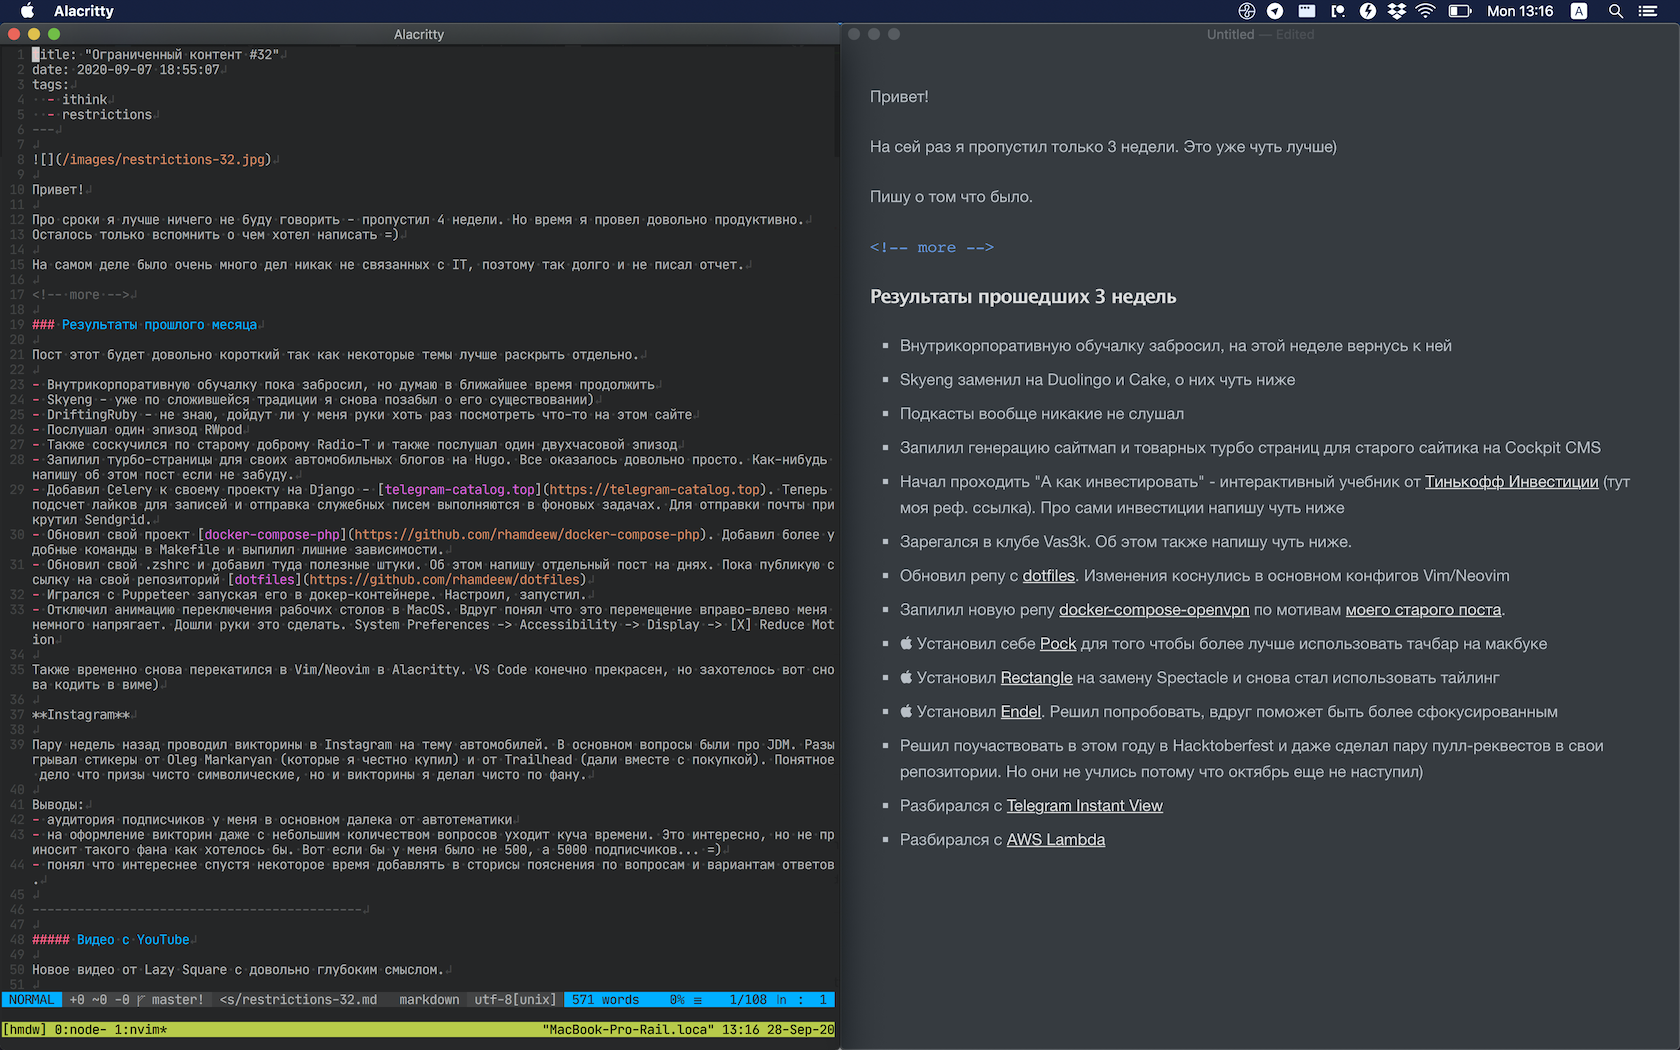 Alacritty
Mon 13:16
A
Alacritty
1 title: "Ограниченный контент #32"
2 date: 2020-09-07 18:55:07
3 tags:
4 - ithink
5 - restrictions
6 ---
7
8 ![](/images/restrictions-32.jpg)
9
10 Привет!
11
12 Про сроки я лучше ничего не буду говорить - пропустил 4 недели. Но время я провел довольно продуктивно.
13 Осталось только вспомнить о чем хотел написать =)
14
15 На самом деле было очень много дел никак не связанных с IT, поэтому так долго и не писал отчет.
16
17 <!-- more -->
18
19 ### Результаты прошлого месяца
20
21 Пост этот будет довольно короткий так как некоторые темы лучше раскрыть отдельно.
22
23 - Внутрикорпоративную обучалку пока забросил, но думаю в ближайшее время продолжить
24 - Skyeng - уже по сложившейся традиции я снова позабыл о его существовании)
25 - DriftingRuby - не знаю, дойдут ли у меня руки хоть раз посмотреть что-то на этом сайте
26 - Послушал один эпизод RWpod
27 - Также соскучился по старому доброму Radio-T и также послушал один двухчасовой эпизод
28 - Запилил турбо-страницы для своих автомобильных блогов на Hugo. Все оказалось довольно просто. Как-нибудь
напишу об этом пост если не забуду.
29 - Добавил Celery к своему проекту на Django - [telegram-catalog.top](https://telegram-catalog.top). Теперь
подсчет лайков для записей и отправка служебных писем выполняются в фоновых задачах. Для отправки почты при
крутил Sendgrid.
30 - Обновил свой проект [docker-compose-php](https://github.com/rhamdeew/docker-compose-php). Добавил более у
добные команды в Makefile и выпилил лишние зависимости.
31 - Обновил свой .zshrc и добавил туда полезные штуки. Об этом напишу отдельный пост на днях. Пока публикую с
сылку на свой репозиторий [dotfiles](https://github.com/rhamdeew/dotfiles)
32 - Игрался с Puppeteer запуская его в докер-контейнере. Настроил, запустил.
33 - Отключил анимацию переключения рабочих столов в MacOS. Вдруг понял что это перемещение вправо-влево меня
немного напрягает. Дошли руки это сделать. System Preferences -> Accessibility -> Display -> [X] Reduce Mot
ion
34
35 Также временно снова перекатился в Vim/Neovim в Alacritty. VS Code конечно прекрасен, но захотелось вот сно
ва кодить в виме)
36
37 **Instagram**
38
39 Пару недель назад проводил викторины в Instagram на тему автомобилей. В основном вопросы были про JDM. Разы
грывал стикеры от Oleg Markaryan (которые я честно купил) и от Trailhead (дали вместе с покупкой). Понятное
дело что призы чисто символические, но и викторины я делал чисто по фану.
40
41 Выводы:
42 - аудитория подписчиков у меня в основном далека от автотематики
43 - на оформление викторин даже с небольшим количеством вопросов уходит куча времени. Это интересно, но не пр
иносит такого фана как хотелось бы. Вот если бы у меня было не 500, а 5000 подписчиков... =)
44 - понял что интереснее спустя некоторое время добавлять в сторисы пояснения по вопросам и вариантам ответов
.
45
46 --------------------------------------------
47
48 ##### Видео с YouTube
49
50 Новое видео от Lazy Square с довольно глубоким смыслом.
51
NORMAL +0 ~0 -0 master! <s/restrictions-32.md markdown utf-8[unix] 571 words 0% ≡ 1/108 ln : 1
[hmdw] 0:node- 1:nvim* "MacBook-Pro-Rail.loca" 13:16 28-Sep-20
Untitled — Edited
Привет!
На сей раз я пропустил только 3 недели. Это уже чуть лучше)
Пишу о том что было.
<!-- more -->
Результаты прошедших 3 недель
▪ Внутрикорпоративную обучалку забросил, на этой неделе вернусь к ней
▪ Skyeng заменил на Duolingo и Cake, о них чуть ниже
▪ Подкасты вообще никакие не слушал
▪ Запилил генерацию сайтмап и товарных турбо страниц для старого сайтика на Cockpit CMS
▪ Начал проходить "А как инвестировать" - интерактивный учебник от Тинькофф Инвестиции (тут
моя реф. ссылка). Про сами инвестиции напишу чуть ниже
▪ Зарегался в клубе Vas3k. Об этом также напишу чуть ниже.
▪ Обновил репу с dotfiles. Изменения коснулись в основном конфигов Vim/Neovim
▪ Запилил новую репу docker-compose-openvpn по мотивам моего старого поста.
▪ Установил себе Pock для того чтобы более лучше использовать тачбар на макбуке
▪ Установил Rectangle на замену Spectacle и снова стал использовать тайлинг
▪ Установил Endel. Решил попробовать, вдруг поможет быть более сфокусированным
▪ Решил поучаствовать в этом году в Hacktoberfest и даже сделал пару пулл-реквестов в свои
репозитории. Но они не учлись потому что октябрь еще не наступил)
▪ Разбирался с Telegram Instant View
▪ Разбирался с AWS Lambda